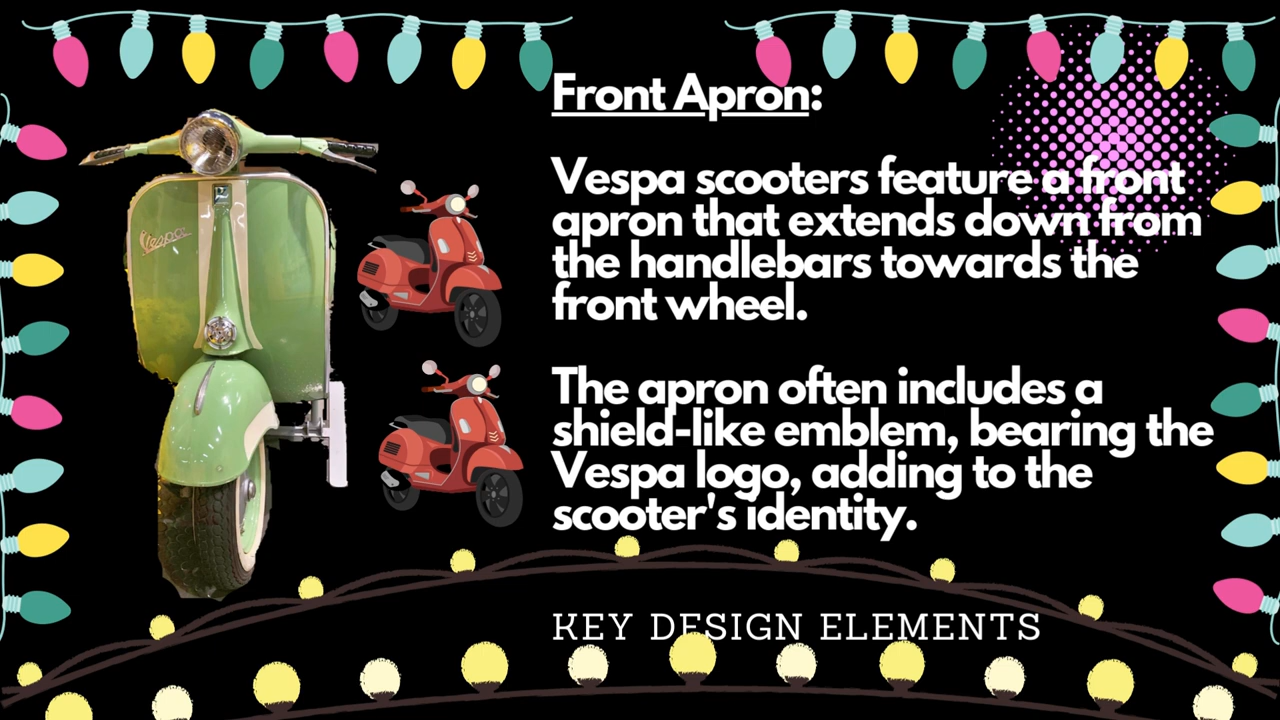 Front Apron:
Vespa scooters feature a front
apron that extends down from
the handlebars towards the
front wheel.
The apron often includes a
shield-like emblem, bearing the
Vespa logo, adding to the
scooter's identity.
KEY DESIGN ELEMENTS
Vespa